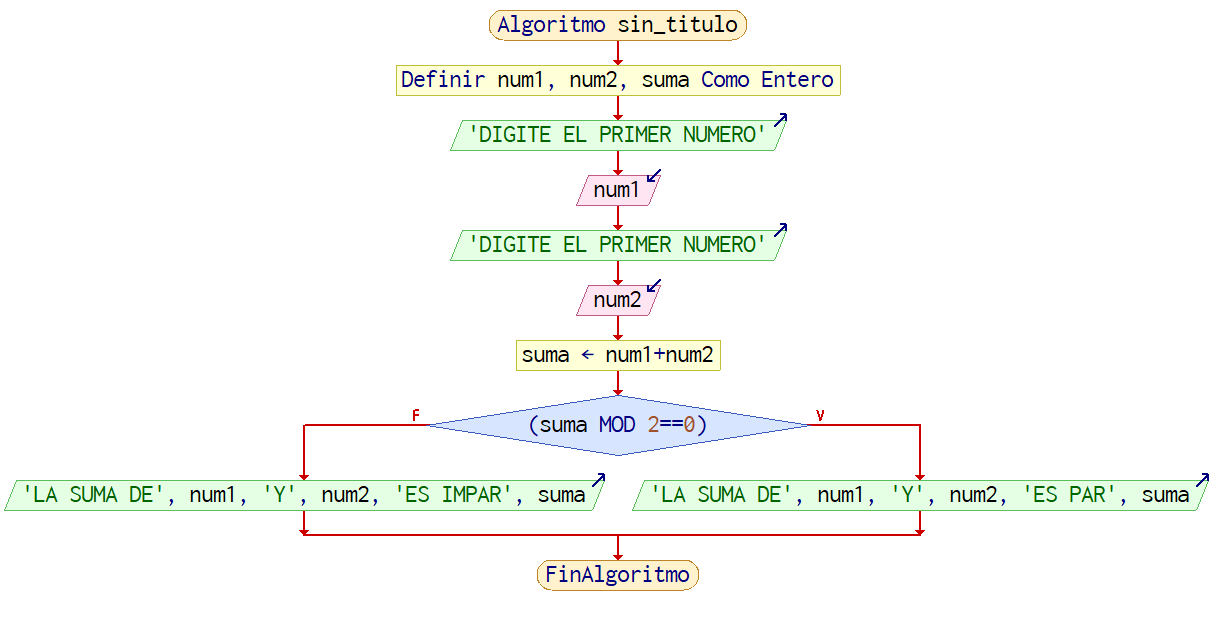 Algoritmo sin_titulo
Definir num1, num2, suma Como Entero
'DIGITE EL PRIMER NUMERO'
num1
'DIGITE EL PRIMER NUMERO'
num2
suma ← num1+num2
F
V
(suma MOD 2==0)
'LA SUMA DE', num1, 'Y', num2, 'ES IMPAR', suma
'LA SUMA DE', num1, 'Y', num2, 'ES PAR', suma
FinAlgoritmo